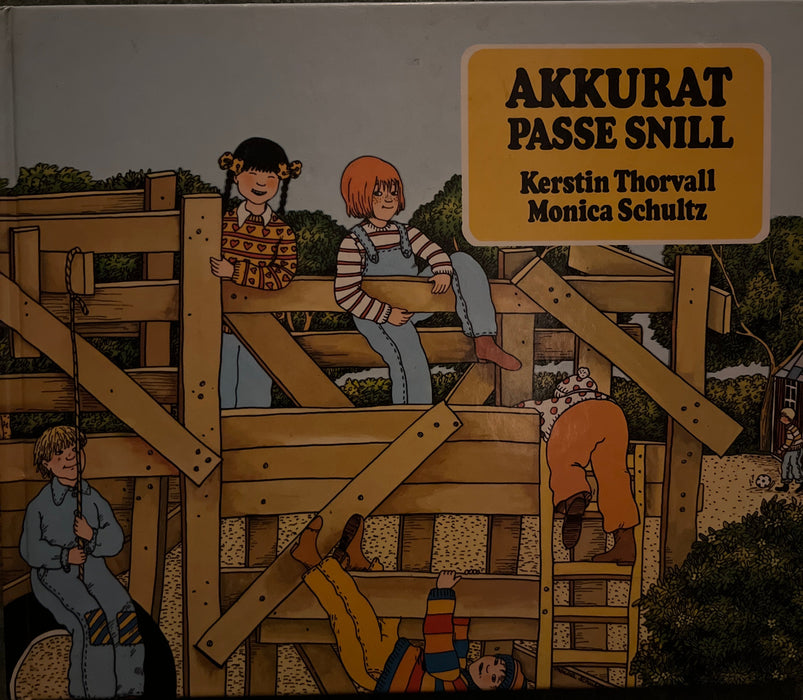 AKKURAT
PASSE SNILL
Kerstin Thorvall
Monica Schultz